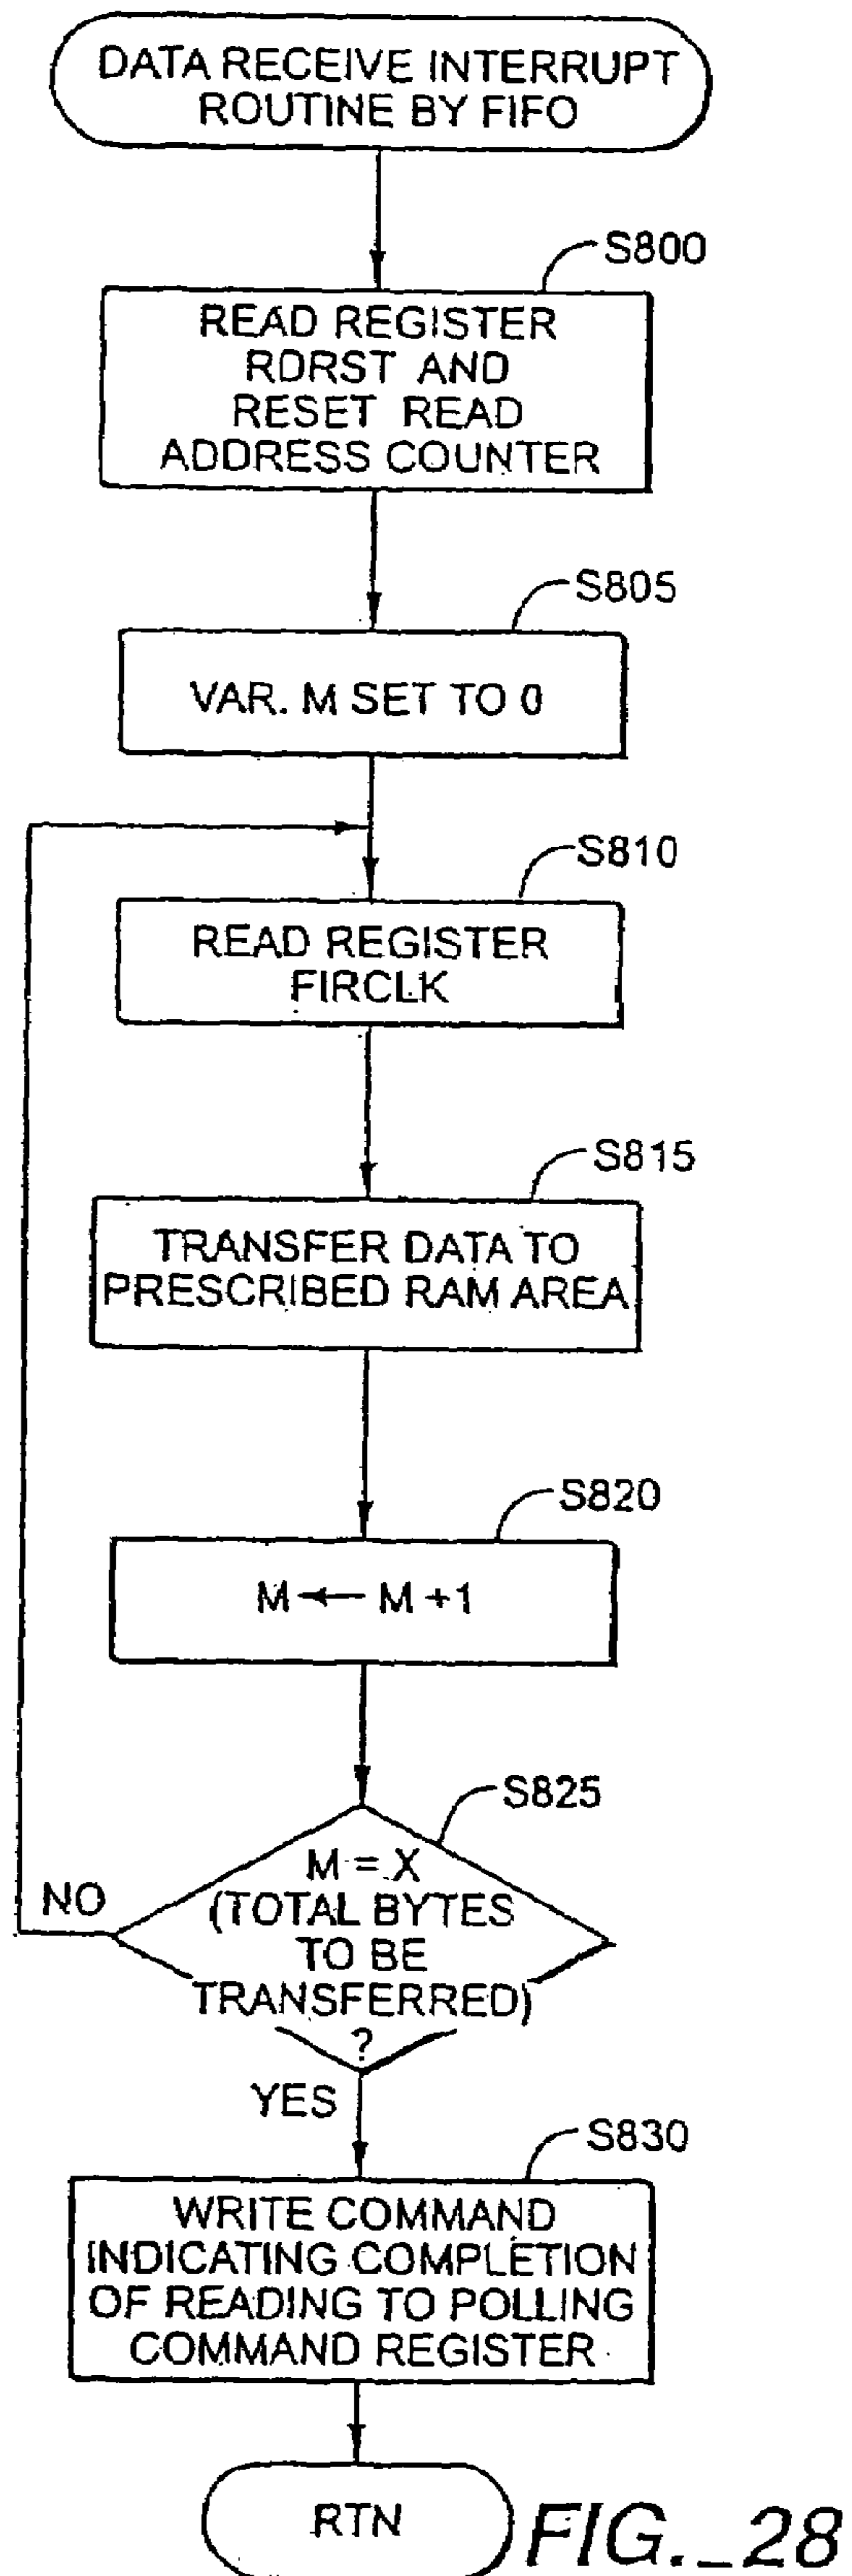 DATA RECEIVE INTERRUPT
ROUTINE BY FIFO
S800
READ REGISTER
RDRST AND
RESET READ
ADDRESS COUNTER
S805
VAR. M SET TO 0
S810
READ REGISTER
FIRCLK
S815
TRANSFER DATA TO
PRESCRIBED RAM AREA
S820
M ← M +1
S825
M = X
(TOTAL BYTES
TO BE
TRANSFERRED)
?
NO
YES
S830
WRITE COMMAND
INDICATING COMPLETION
OF READING TO POLLING
COMMAND REGISTER
RTN
FIG._28